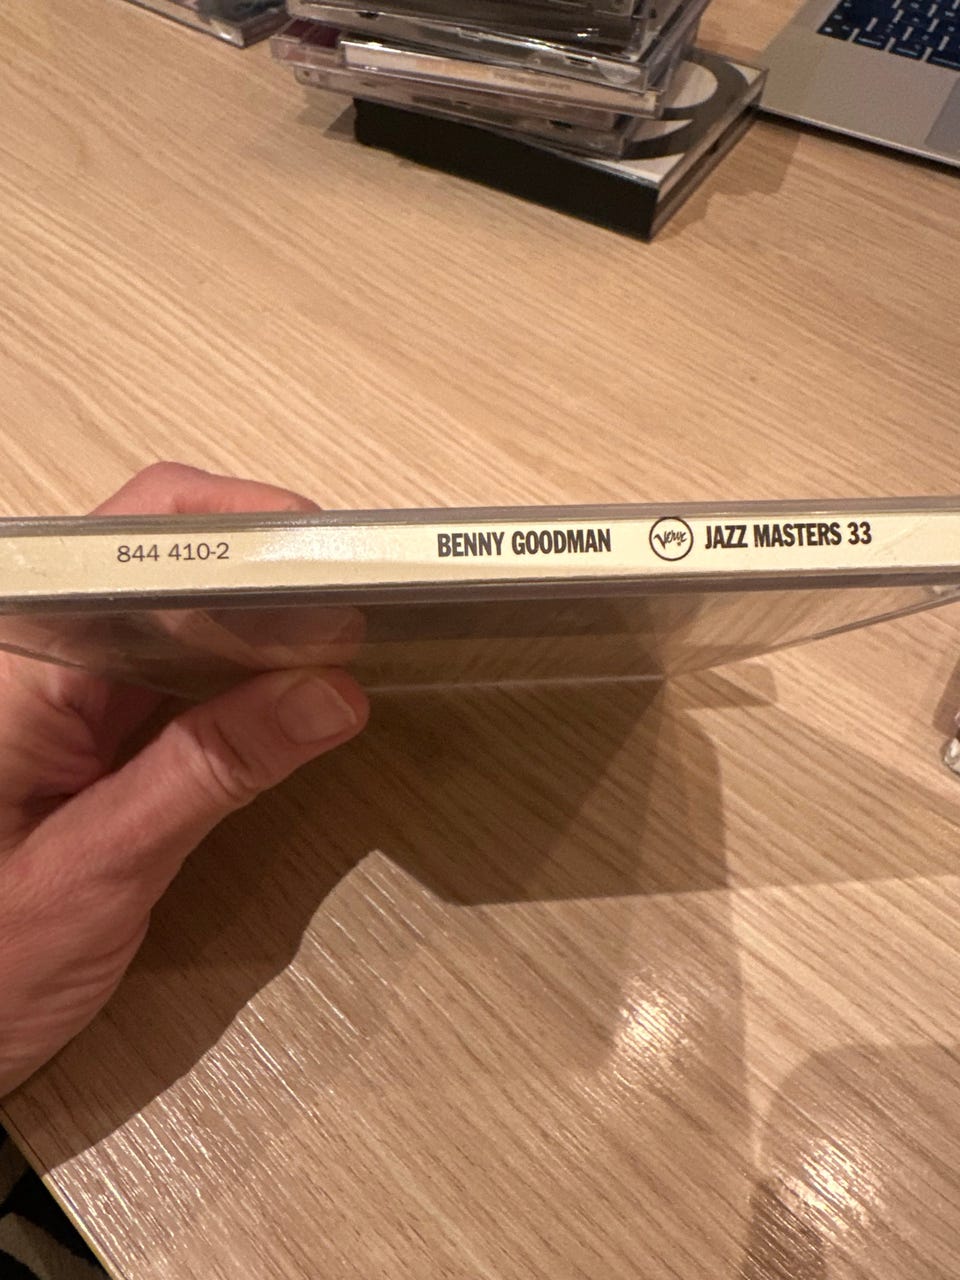 844 410-2 BENNY GOODMAN Verve JAZZ MASTERS 33